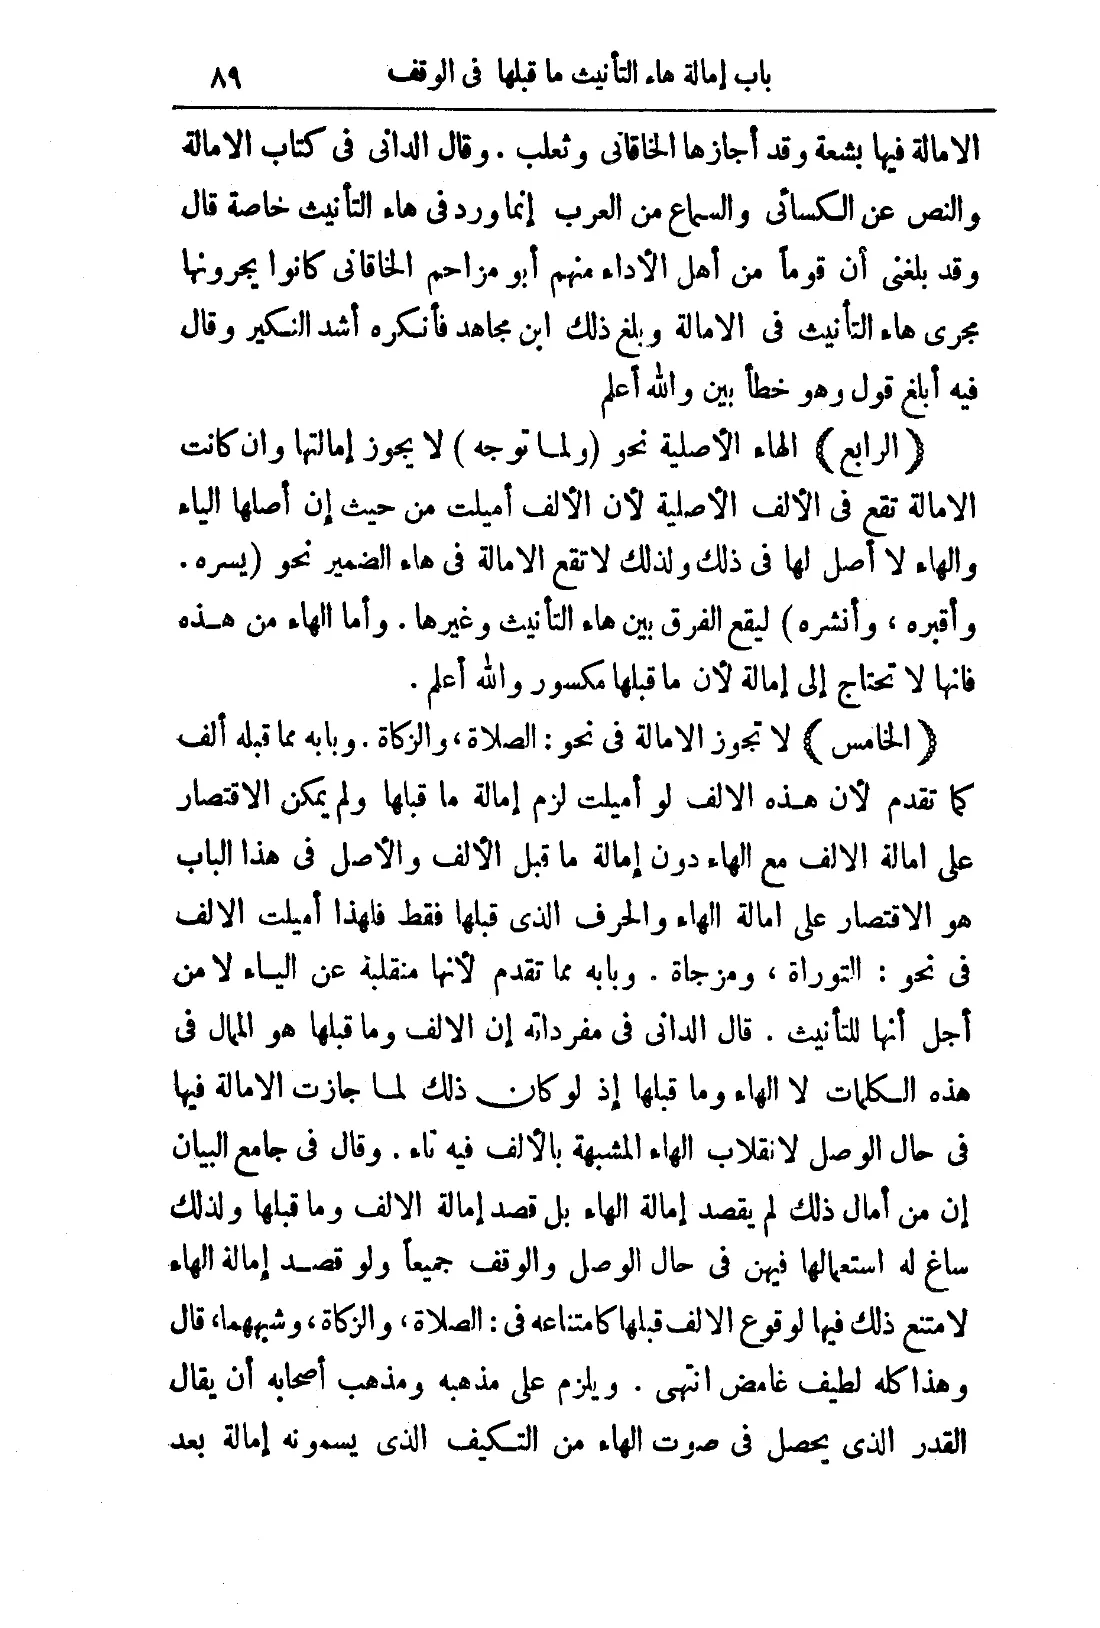 باب إمالة هاء التأنيث ما قبلها فى الوقف ٨٩
الامالة فيها بشعة وقد أجازها الخاقانى وثعلب . وقال الدانى فى كتاب الامالة
والنص عن الكسائى والسماع من العرب إنما ورد فى هاء التأنيث خاصة قال
وقد بلغنى أن قوماً من أهل الأداء منهم أبو مزاحم الخاقانى كانوا يجرونها
مجرى هاء التأنيث فى الامالة وبلغ ذلك ابن مجاهد فأنكره أشد النكير وقال
فيه أبلغ قول وهو خطأ بين والله أعلم
﴿ الرابع ﴾ الهاء الأصلية نحو (ولما توجه ) لا يجوز إمالتها وان كانت
الامالة تقع فى الألف الأصلية لأن الألف أميلت من حيث إن أصلها الياء
والهاء لا أصل لها فى ذلك ولذلك لا تقع الامالة فى هاء الضمير نحو (يسره .
وأقبره ، وأنشره ) ليقع الفرق بين هاء التأنيث وغيرها . وأما الهاء من هـذه
فانها لا تحتاج إلى إمالة لأن ما قبلها مكسور والله أعلم .
﴿ الخامس ﴾ لا تجوز الامالة فى نحو : الصلاة ، والزكاة . وبابه مما قبله ألف
كما تقدم لأن هـذه الالف لو أميلت لزم إمالة ما قبلها ولم يمكن الاقتصار
على امالة الالف مع الهاء دون إمالة ما قبل الألف والأصل فى هذا الباب
هو الاقتصار على امالة الهاء والحرف الذى قبلها فقط فلهذا أميلت الالف
فى نحو : التوراة ، ومزجاة . وبابه مما تقدم لأنها منقلبة عن اليـاء لا من
أجل أنها للتأنيث . قال الدانى فى مفرداته إن الالف وما قبلها هو الممال فى
هذه الـكلمات لا الهاء وما قبلها إذ لو كان ذلك لمـا جازت الامالة فيها
فى حال الوصل لانقلاب الهاء المشبهة بالألف فيه تاء . وقال فى جامع البيان
إن من أمال ذلك لم يقصد إمالة الهاء بل قصد إمالة الالف وما قبلها ولذلك
ساغ له استعمالها فيهن فى حال الوصل والوقف جميعاً ولو قصـد إمالة الهاء
لامتنع ذلك فيها لوقوع الالف قبلها كامتناعه فى : الصلاة ، والزكاة ، وشبههما، قال
وهذا كله لطيف غامض انتهى . ويلزم على مذهبه ومذهب أصحابه أن يقال
القدر الذى يحصل فى صوت الهاء من التـكيف الذى يسمونه إمالة بعد